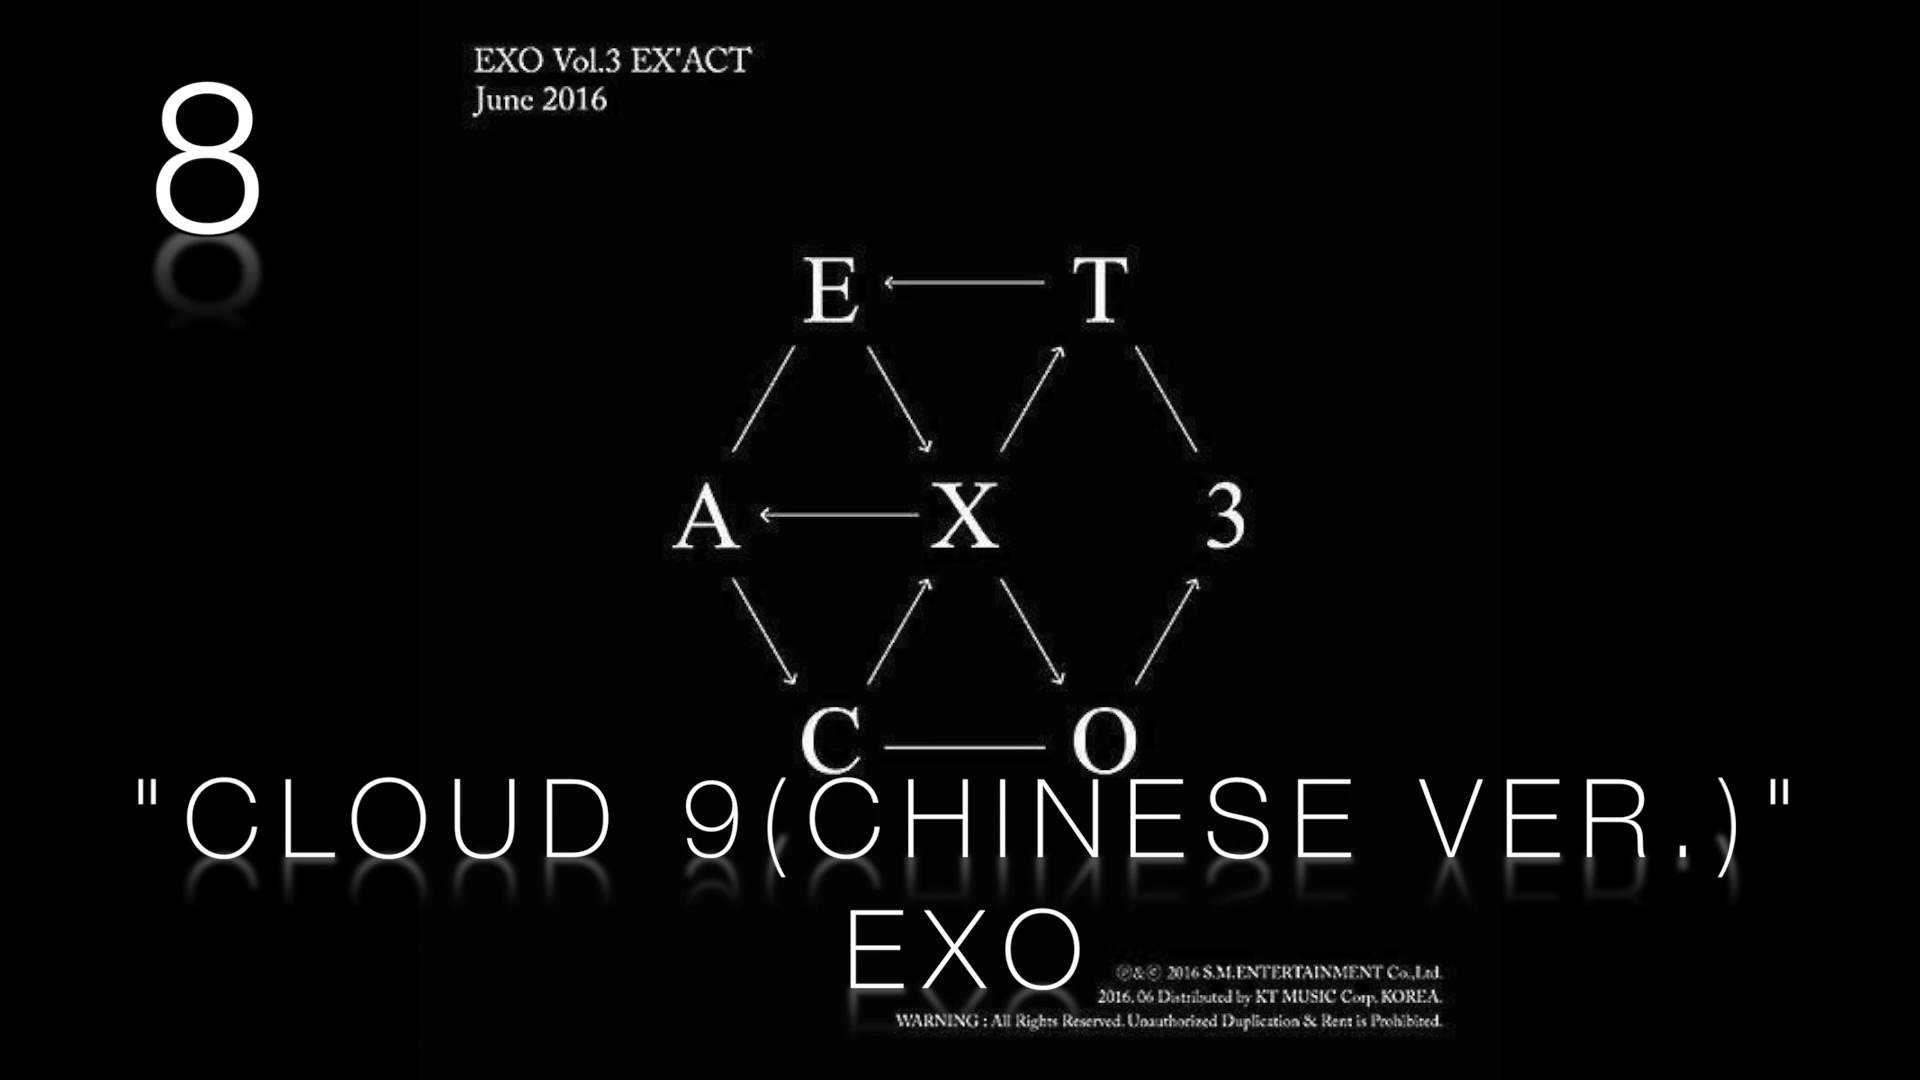 8
EXO Vol.3 EX'ACT
June 2016
E T
A X 3
C O
"CLOUD 9(CHINESE VER.)"
EXO
℗&© 2016 S.M.ENTERTAINMENT Co.,Ltd.
2016. 06 Distributed by KT MUSIC Corp. KOREA.
WARNING : All Rights Reserved. Unauthorized Duplication & Rent is Prohibited.